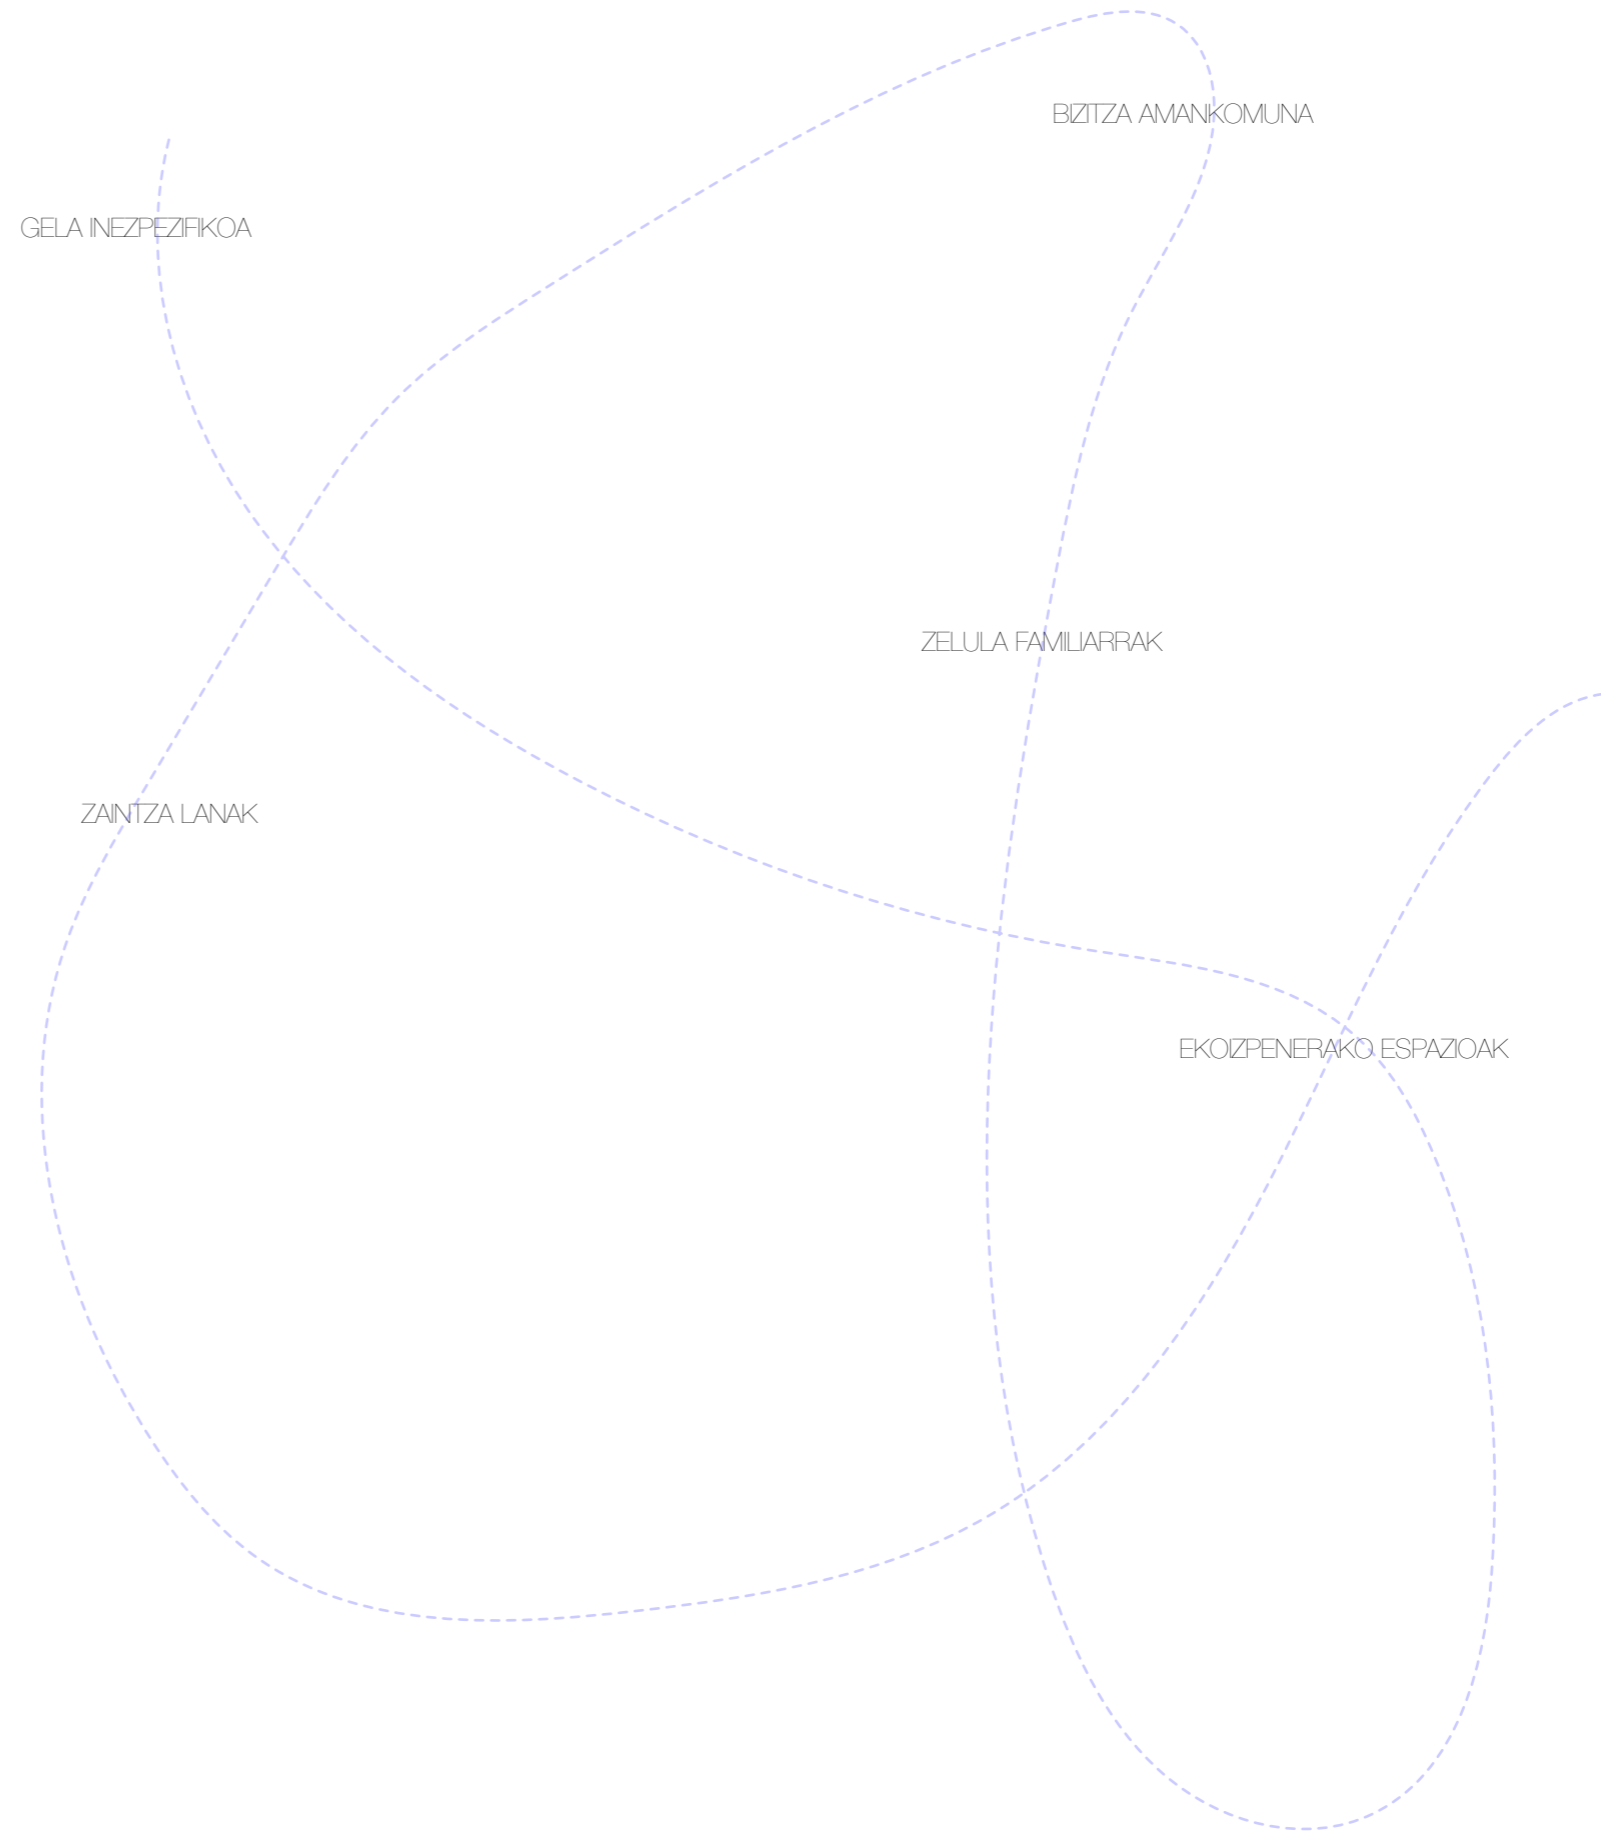 BIZITZA AMANKOMUNA
GELA INEZPEZIFIKOA
ZELULA FAMILIARRAK
ZAINTZA LANAK
EKOIZPENERAKO ESPAZIOAK